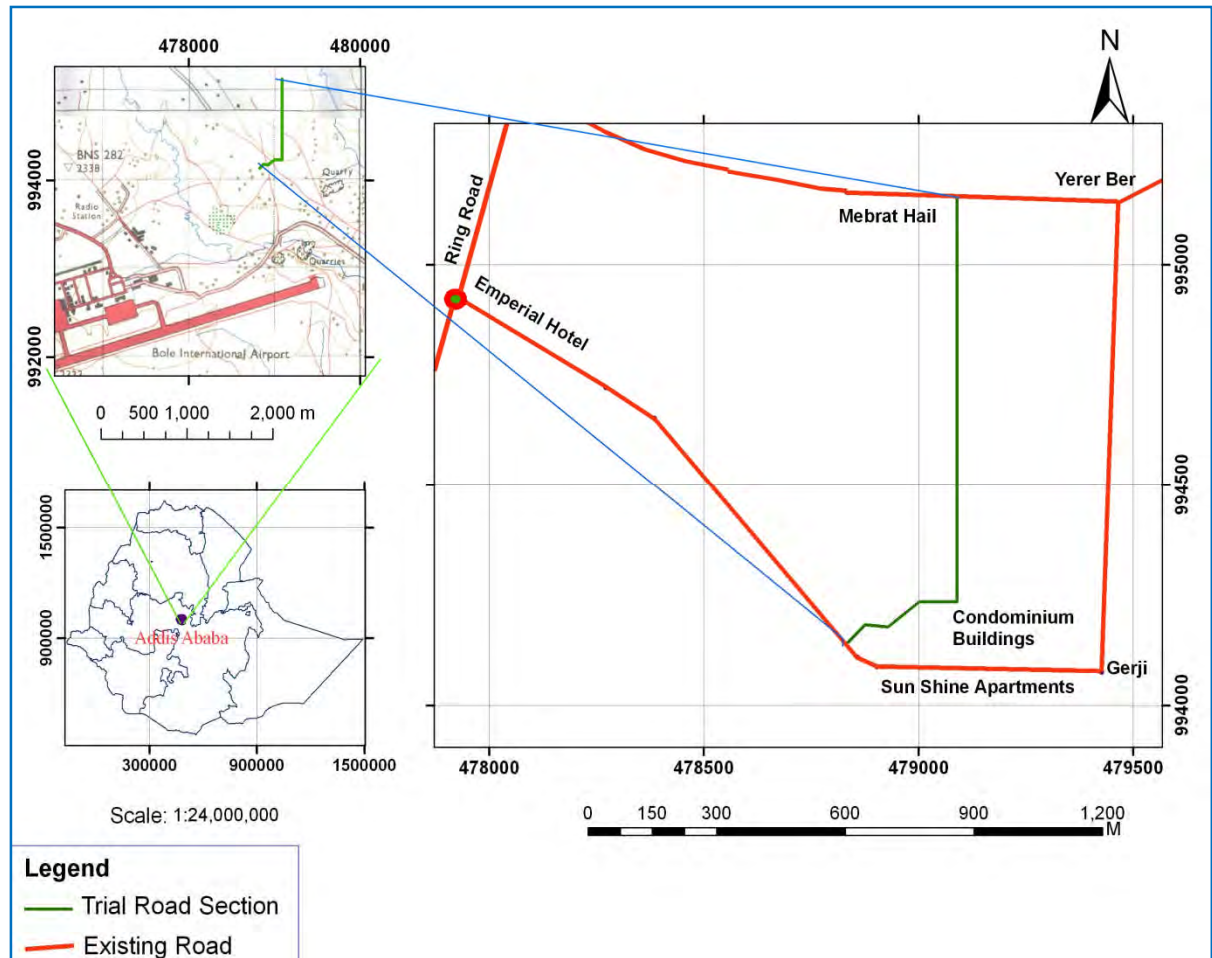 478000 480000
994000
992000
BNS 282
2338
Radio
Station
Quarry
Quarries
Bole International Airport
2332
0 500 1,000 2,000 m
1500000
900000
Addis Ababa
300000 900000 1500000
Scale: 1:24,000,000
Legend
Trial Road Section
Existing Road
N
Ring Road
Emperial Hotel
Mebrat Hail
Yerer Ber
Condominium
Buildings
Sun Shine Apartments
Gerji
995000
994500
994000
478000 478500 479000 479500
0 150 300 600 900 1,200
M